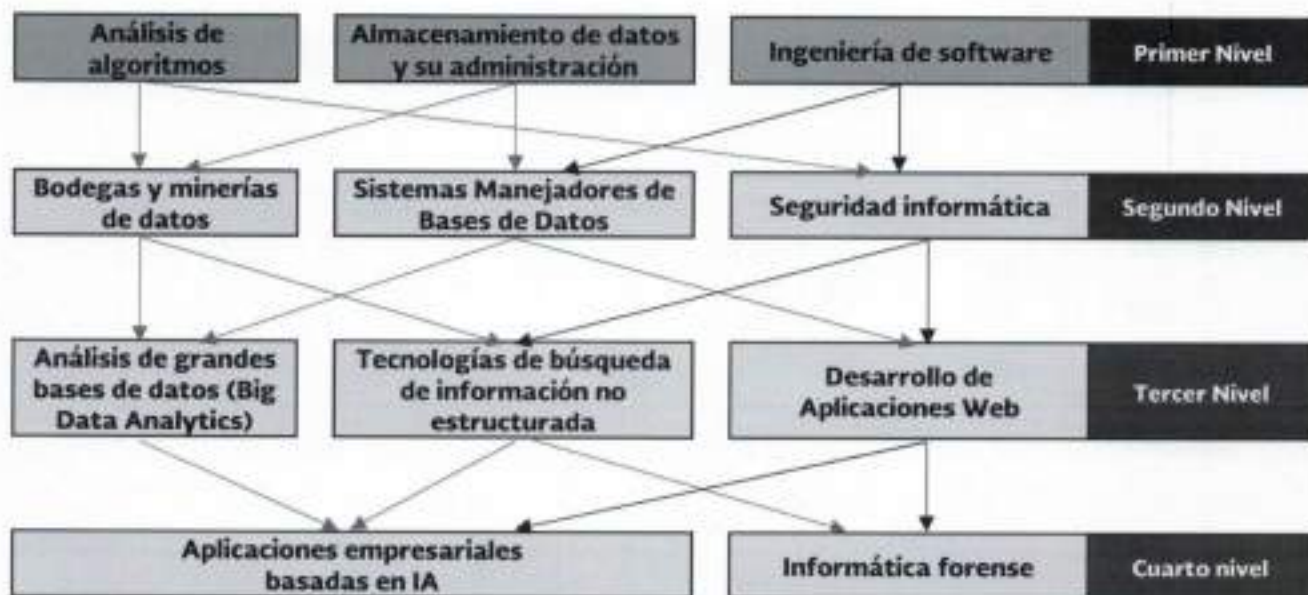 Análisis de
algoritmos
Almacenamiento de datos
y su administración
Ingeniería de software
Primer Nivel
Bodegas y minerías
de datos
Sistemas Manejadores de
Bases de Datos
Seguridad informática
Segundo Nivel
Análisis de grandes
bases de datos (Big
Data Analytics)
Tecnologías de búsqueda
de información no
estructurada
Desarrollo de
Aplicaciones Web
Tercer Nivel
Aplicaciones empresariales
basadas en IA
Informática forense
Cuarto nivel